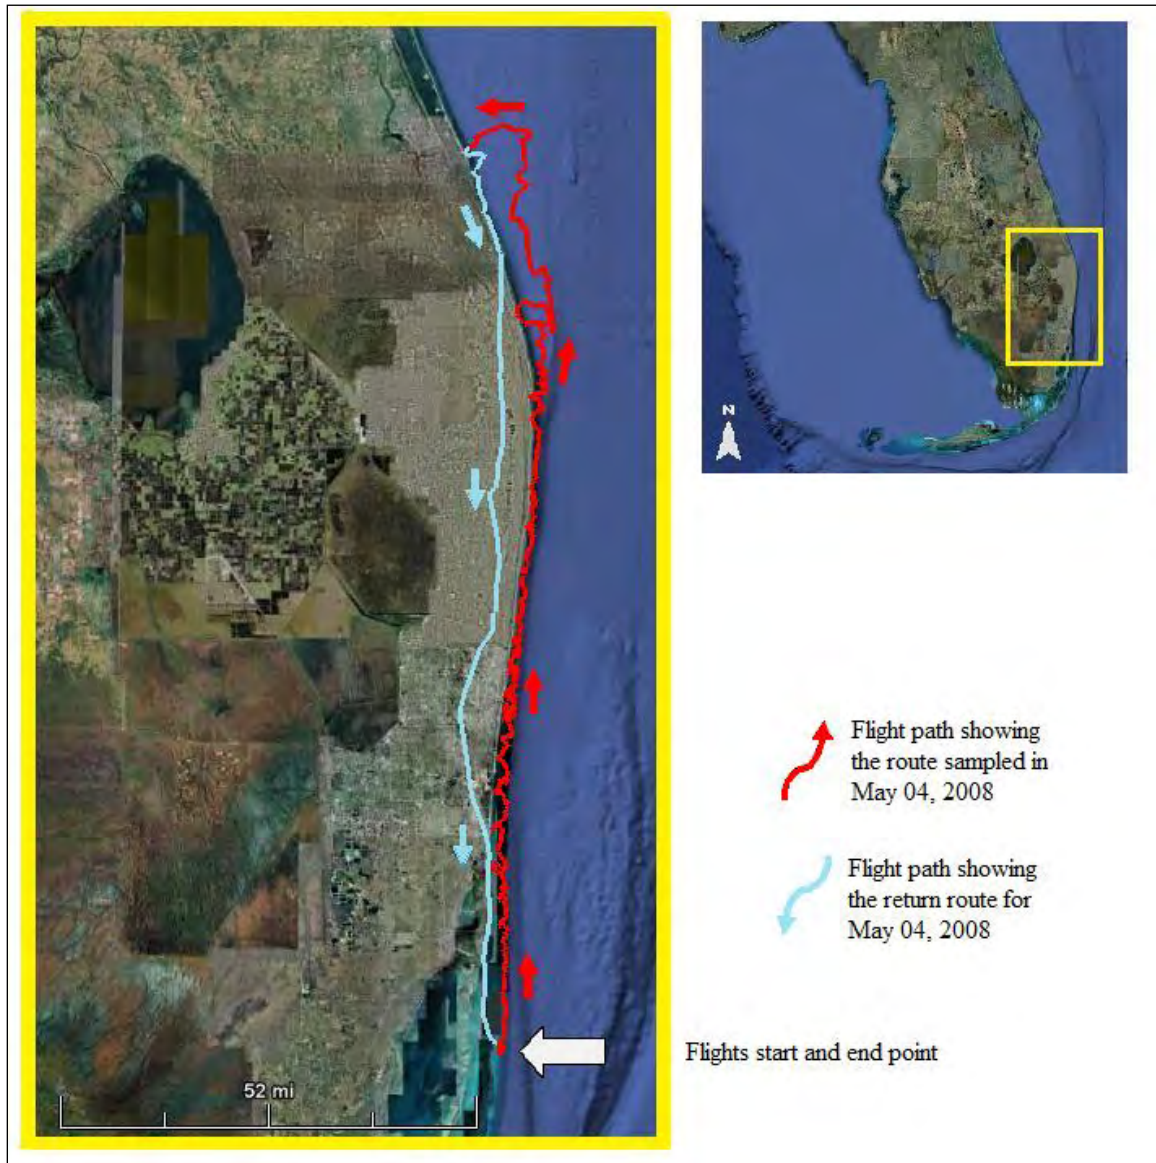 N
Flight path showing
the route sampled in
May 04, 2008
Flight path showing
the return route for
May 04, 2008
Flights start and end point
52 mi